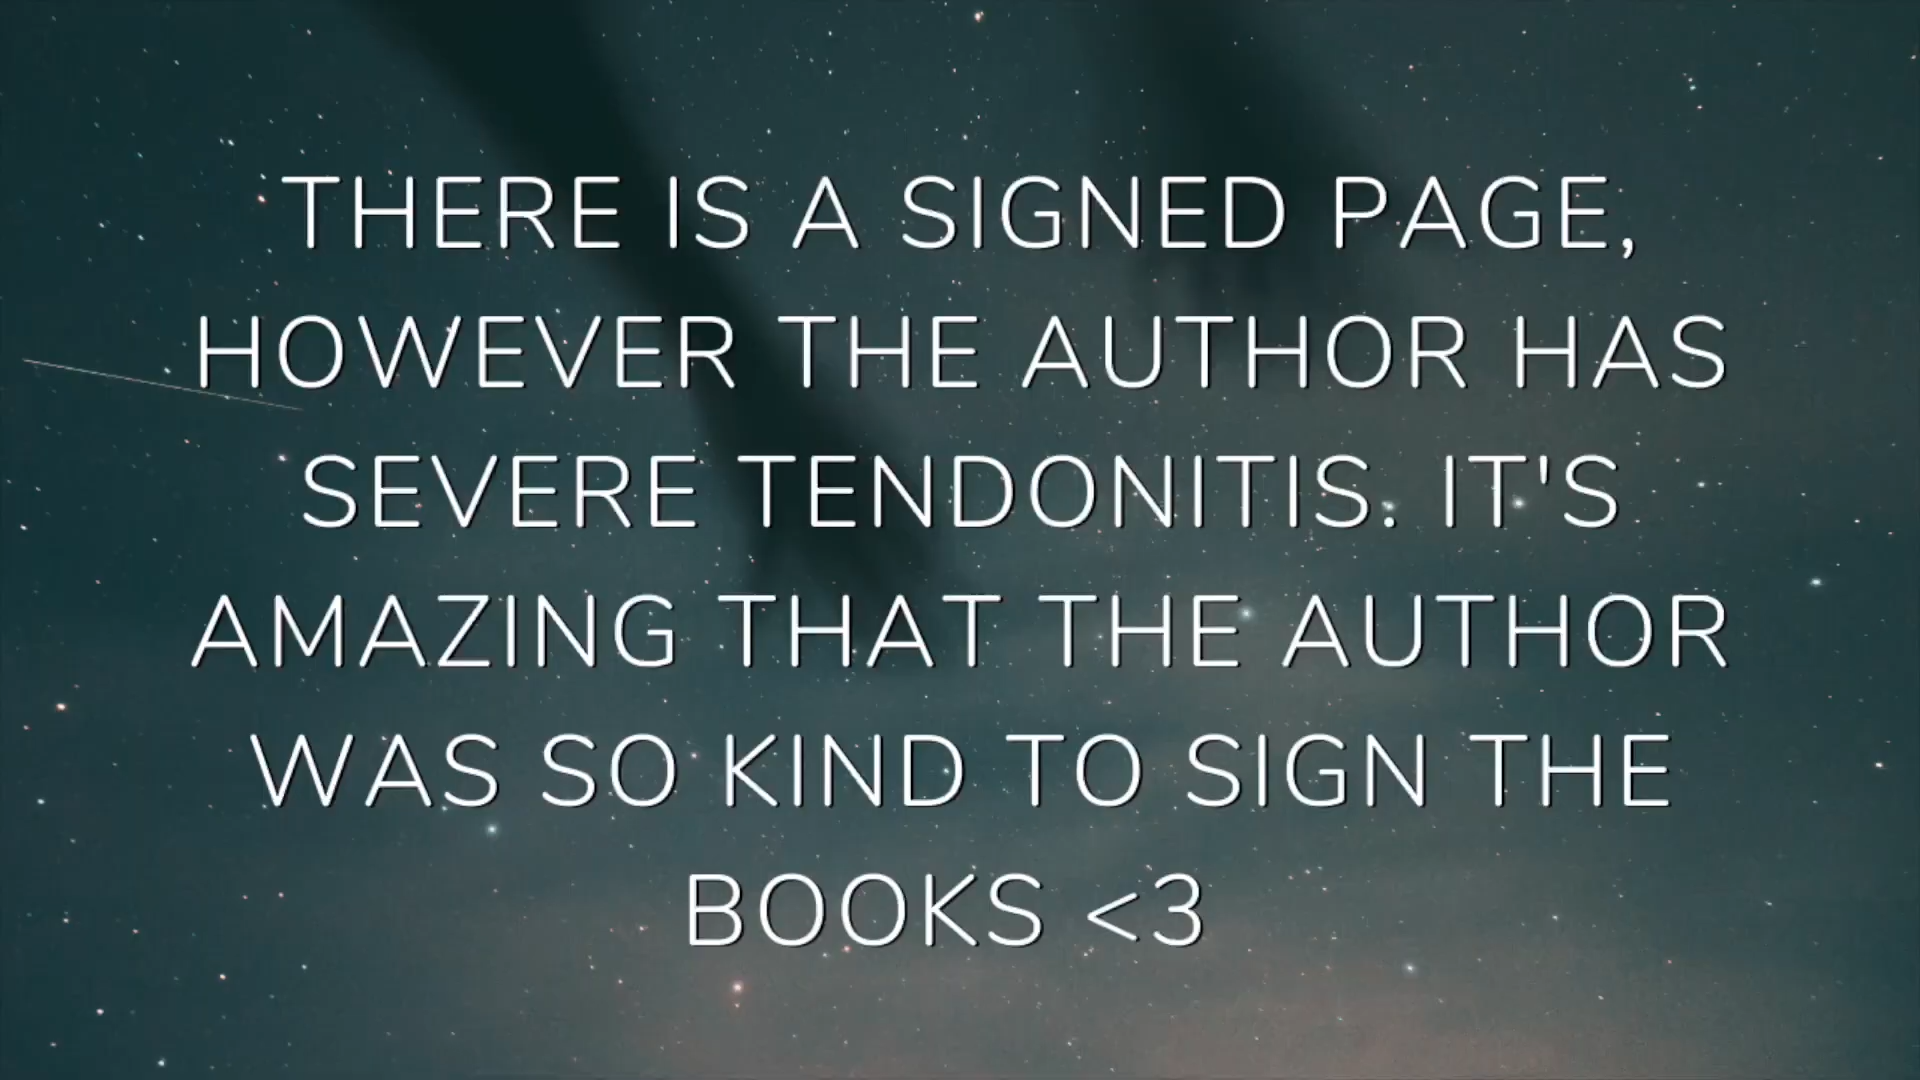 THERE IS A SIGNED PAGE,
HOWEVER THE AUTHOR HAS
SEVERE TENDONITIS. IT'S
AMAZING THAT THE AUTHOR
WAS SO KIND TO SIGN THE
BOOKS <3